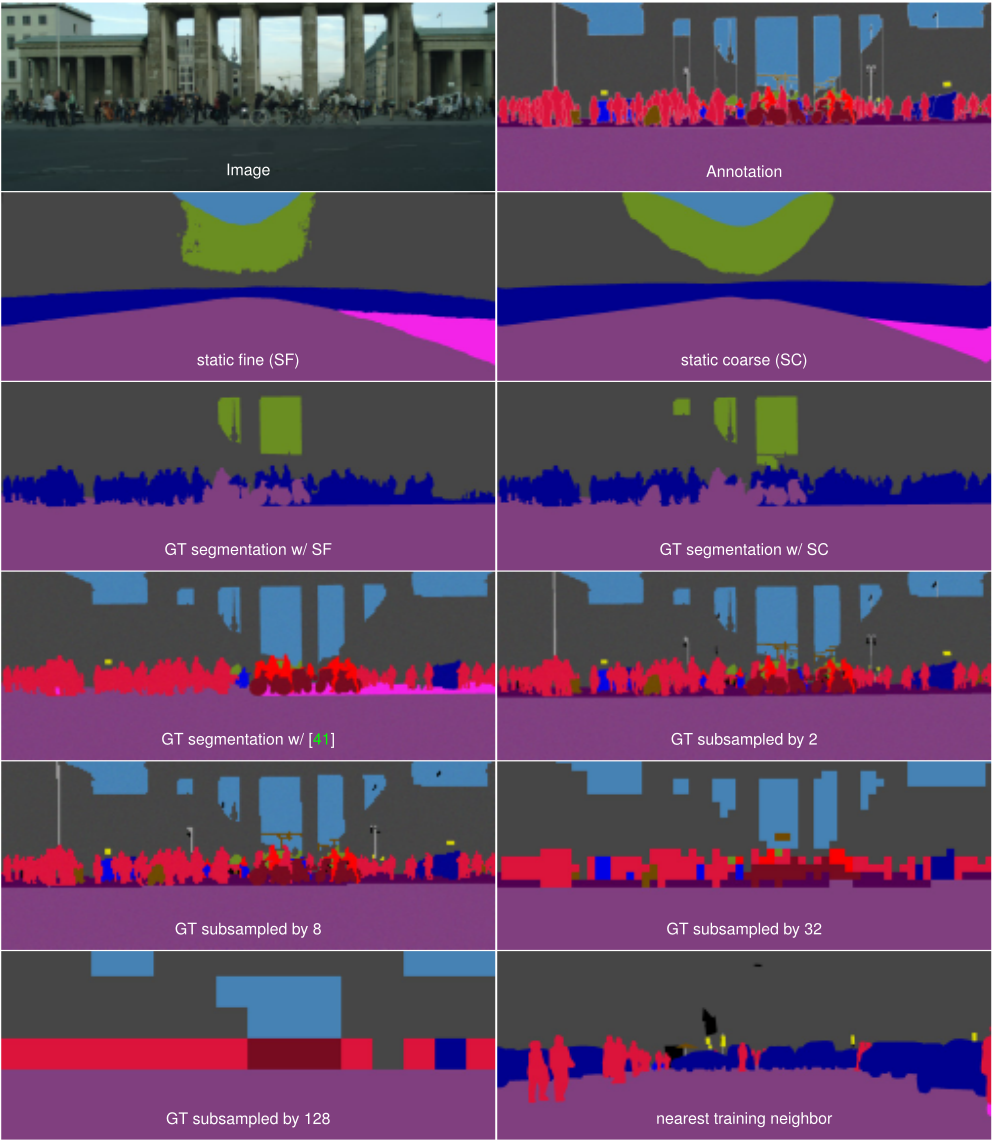 Image
Annotation
static fine (SF)
static coarse (SC)
GT segmentation w/ SF
GT segmentation w/ SC
GT segmentation w/ [41]
GT subsampled by 2
GT subsampled by 8
GT subsampled by 32
GT subsampled by 128
nearest training neighbor